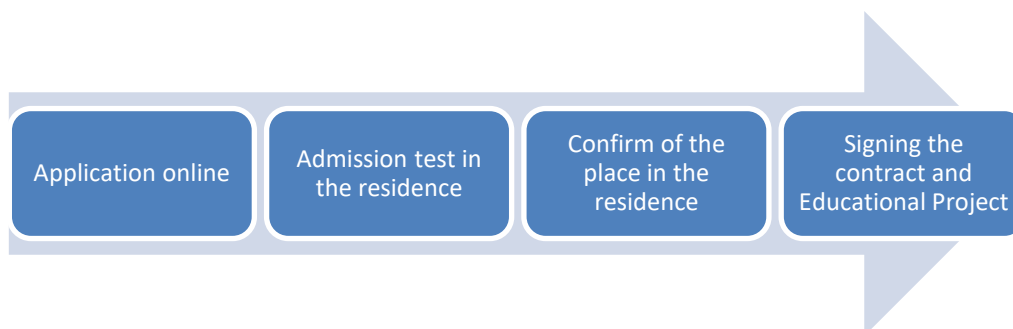 Application online
Admission test in
the residence
Confirm of the
place in the
residence
Signing the
contract and
Educational Project